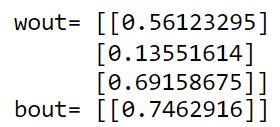 wout= [[0.56123295]
[0.13551614]
[0.69158675]]
bout= [[0.7462916]]